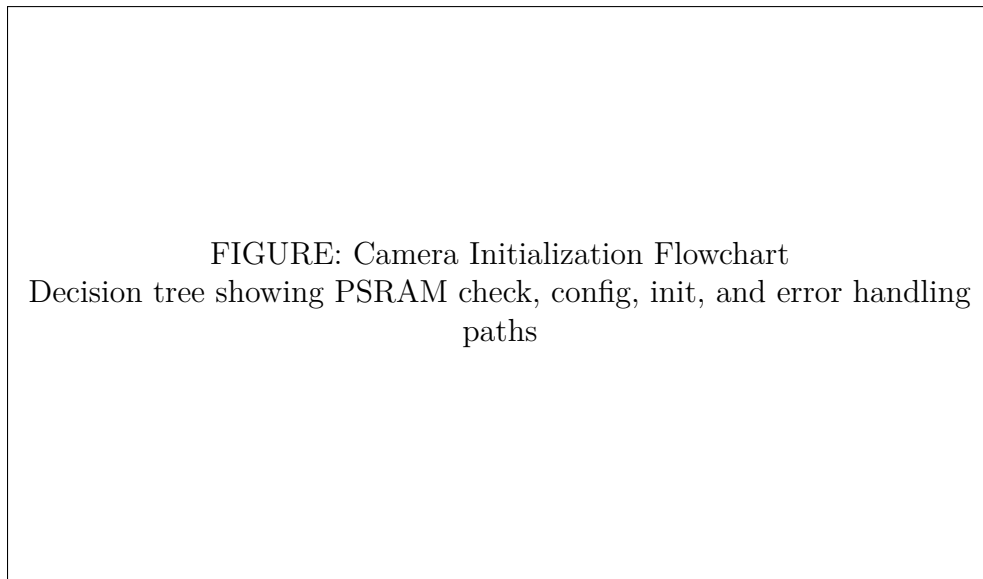 FIGURE: Camera Initialization Flowchart
Decision tree showing PSRAM check, config, init, and error handling
paths